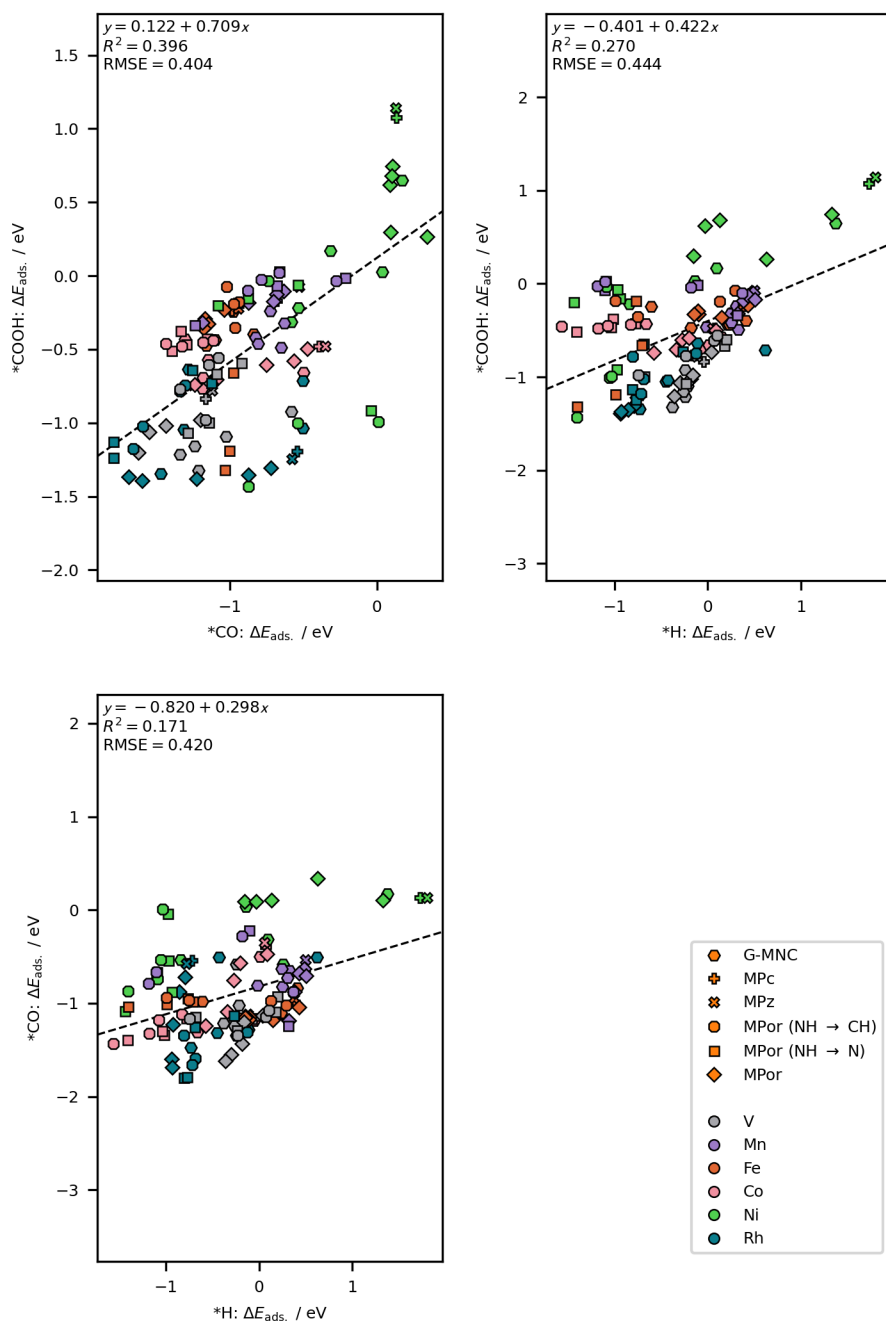 y = 0.122 + 0.709x
R² = 0.396
RMSE = 0.404
1.5
1.0
0.5
0.0
−0.5
−1.0
−1.5
−2.0
*COOH: ΔE_ads. / eV
−1
0
*CO: ΔE_ads. / eV
y = −0.401 + 0.422x
R² = 0.270
RMSE = 0.444
2
1
0
−1
−2
−3
*COOH: ΔE_ads. / eV
−1
0
1
*H: ΔE_ads. / eV
y = −0.820 + 0.298x
R² = 0.171
RMSE = 0.420
2
1
0
−1
−2
−3
*CO: ΔE_ads. / eV
−1
0
1
*H: ΔE_ads. / eV
G-MNC
MPc
MPz
MPor (NH → CH)
MPor (NH → N)
MPor
V
Mn
Fe
Co
Ni
Rh